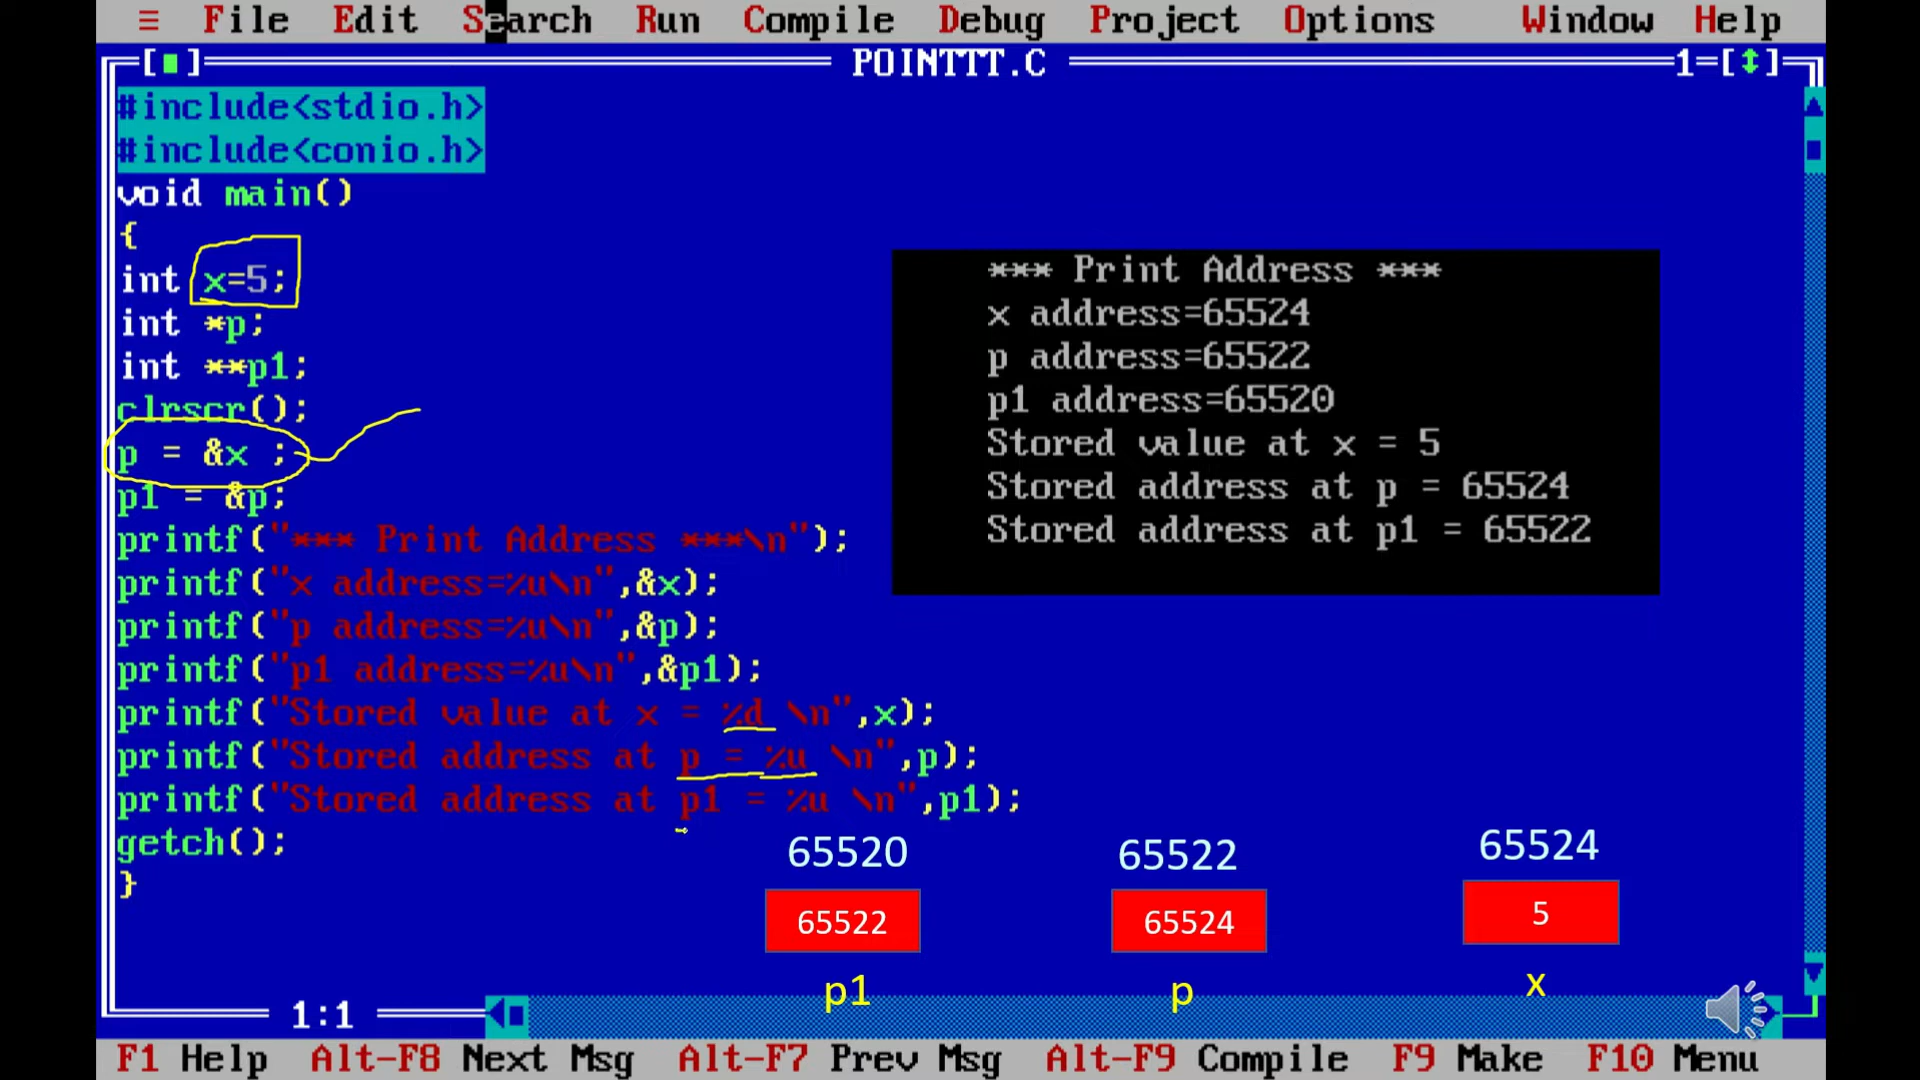 ≡ File Edit Search Run Compile Debug Project Options Window Help
POINTTT.C 1=[↕]
#include<stdio.h>
#include<conio.h>
void main()
{
int x=5;
int *p;
int **p1;
clrscr();
p = &x ;
p1 = &p;
printf("*** Print Address ***\n");
printf("x address=%u\n",&x);
printf("p address=%u\n",&p);
printf("p1 address=%u\n",&p1);
printf("Stored value at x = %d \n",x);
printf("Stored address at p = %u \n",p);
printf("Stored address at p1 = %u \n",p1);
getch();
}
*** Print Address ***
x address=65524
p address=65522
p1 address=65520
Stored value at x = 5
Stored address at p = 65524
Stored address at p1 = 65522
65520 65522 65524
65522 65524 5
p1 p x
1:1
F1 Help Alt-F8 Next Msg Alt-F7 Prev Msg Alt-F9 Compile F9 Make F10 Menu